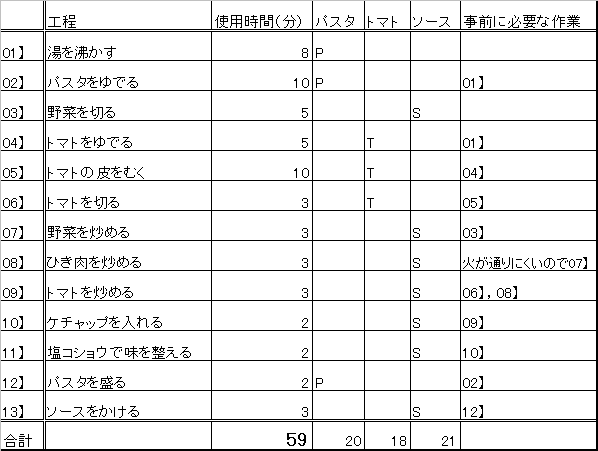 工程 使用時間(分) パスタ トマト ソース 事前に必要な作業
01】 湯を沸かす 8 P
02】 パスタをゆでる 10 P 01】
03】 野菜を切る 5 S
04】 トマトをゆでる 5 T 01】
05】 トマトの皮をむく 10 T 04】
06】 トマトを切る 3 T 05】
07】 野菜を炒める 3 S 03】
08】 ひき肉を炒める 3 S 火が通りにくいので07】
09】 トマトを炒める 3 S 06】,08】
10】 ケチャップを入れる 2 S 09】
11】 塩コショウで味を整える 2 S 10】
12】 パスタを盛る 2 P 02】
13】 ソースをかける 3 S 12】
合計 59 20 18 21